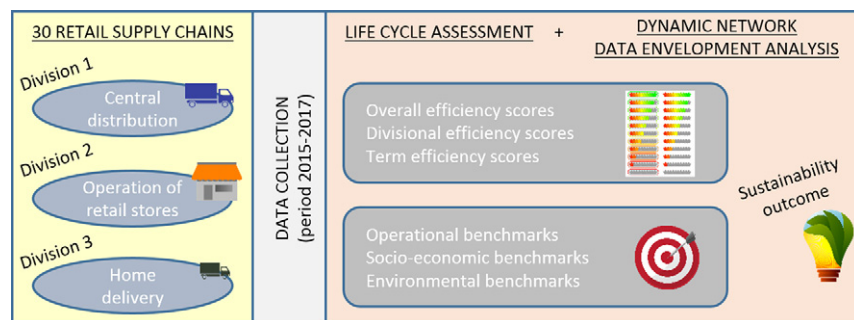 30 RETAIL SUPPLY CHAINS
Division 1
Central
distribution
Division 2
Operation of
retail stores
Division 3
Home
delivery
DATA COLLECTION
(period 2015-2017)
LIFE CYCLE ASSESSMENT + DYNAMIC NETWORK
DATA ENVELOPMENT ANALYSIS
Overall efficiency scores
Divisional efficiency scores
Term efficiency scores
Operational benchmarks
Socio-economic benchmarks
Environmental benchmarks
Sustainability
outcome